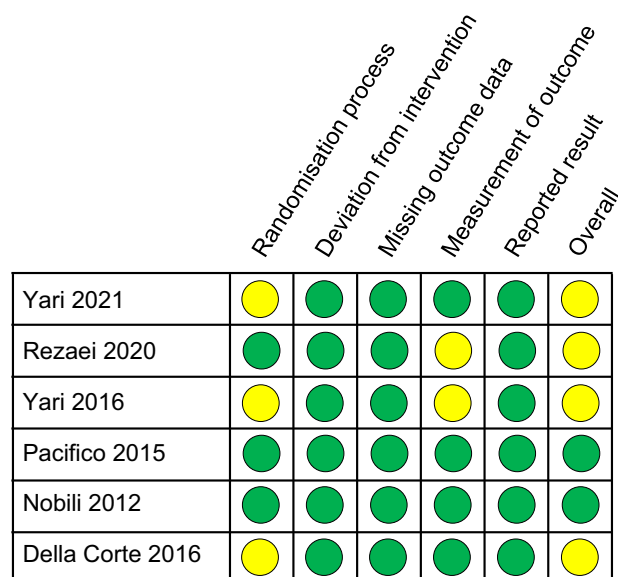 Randomisation process
Deviation from intervention
Missing outcome data
Measurement of outcome
Reported result
Overall
Yari 2021
Rezaei 2020
Yari 2016
Pacifico 2015
Nobili 2012
Della Corte 2016